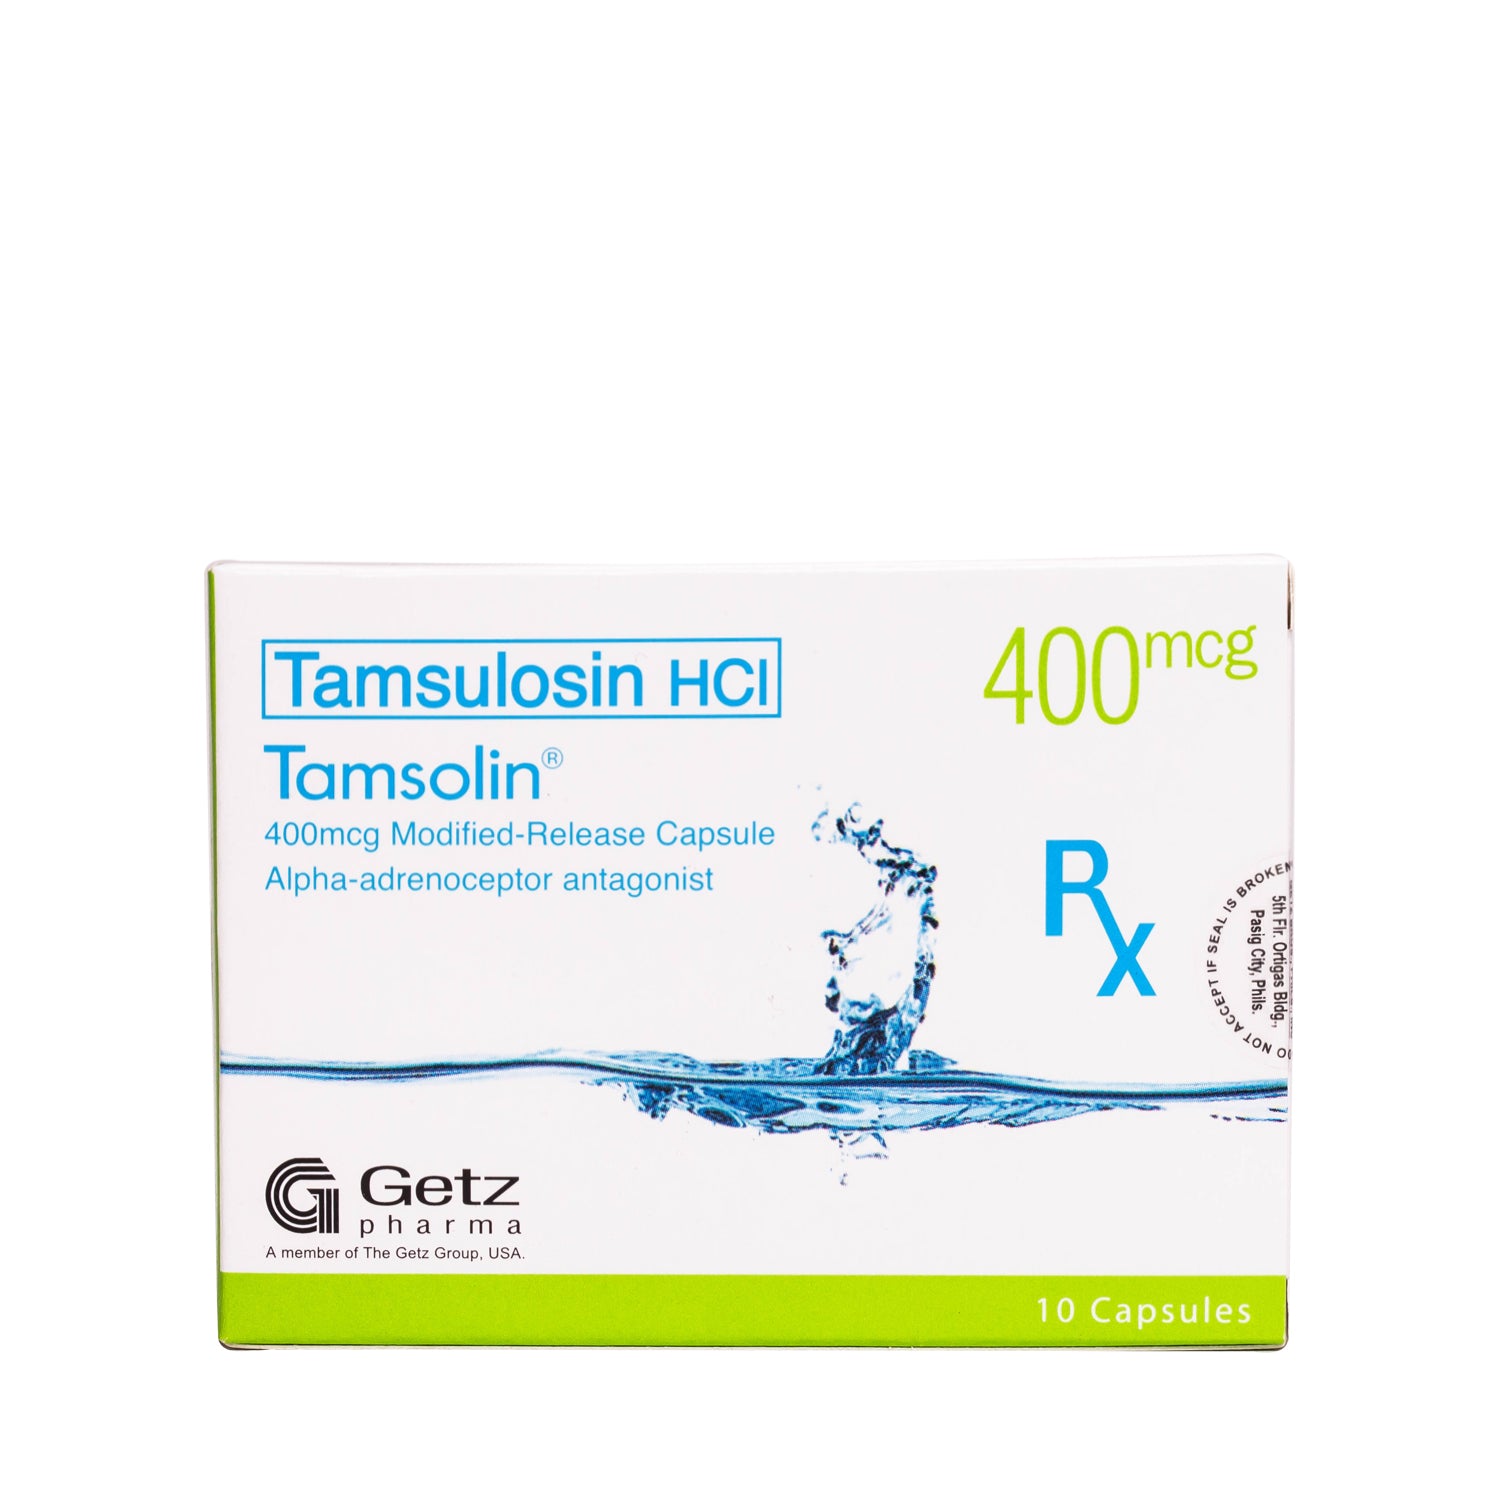 Tamsulosin HCl
400mcg
Tamsolin®
400mcg Modified-Release Capsule
Alpha-adrenoceptor antagonist
Rx
DO NOT ACCEPT IF SEAL IS BROKEN
5th Flr. Ortigas Bldg.,
Pasig City, Phils.
Getz
pharma
A member of The Getz Group, USA.
10 Capsules